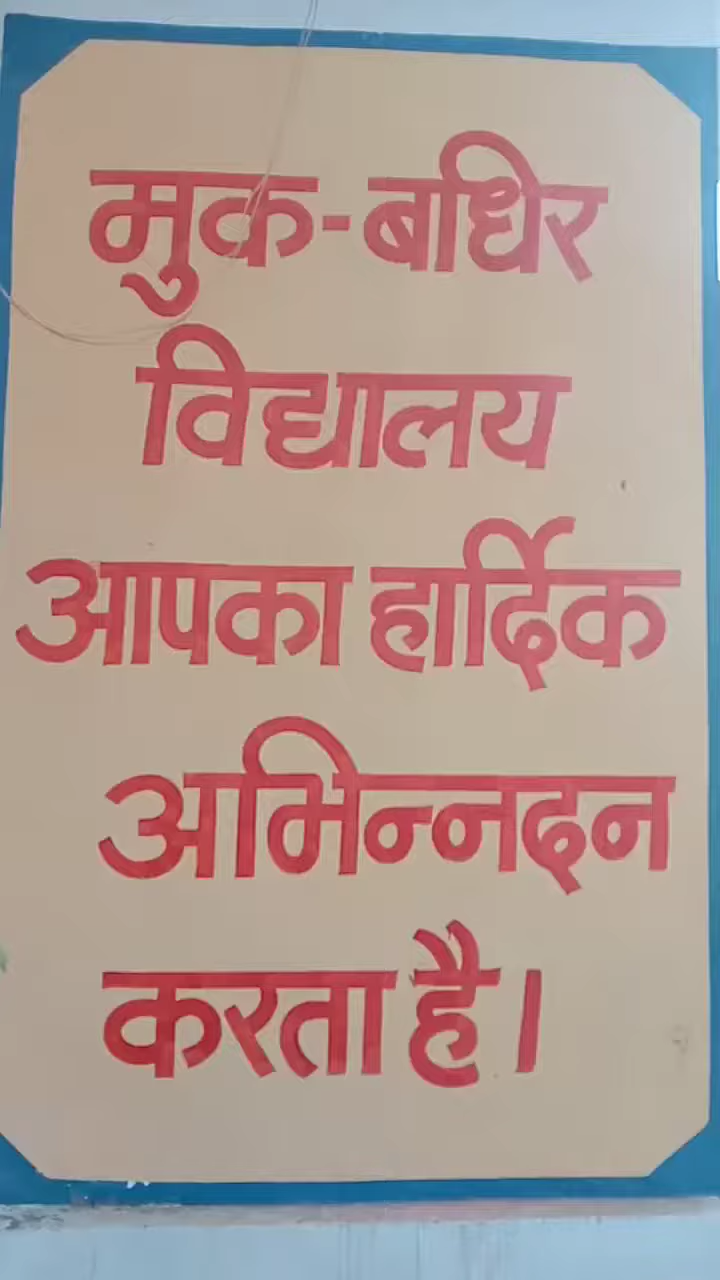 मुक-बधिर
विद्यालय
आपका हार्दिक
अभिन्नदन
करता है।